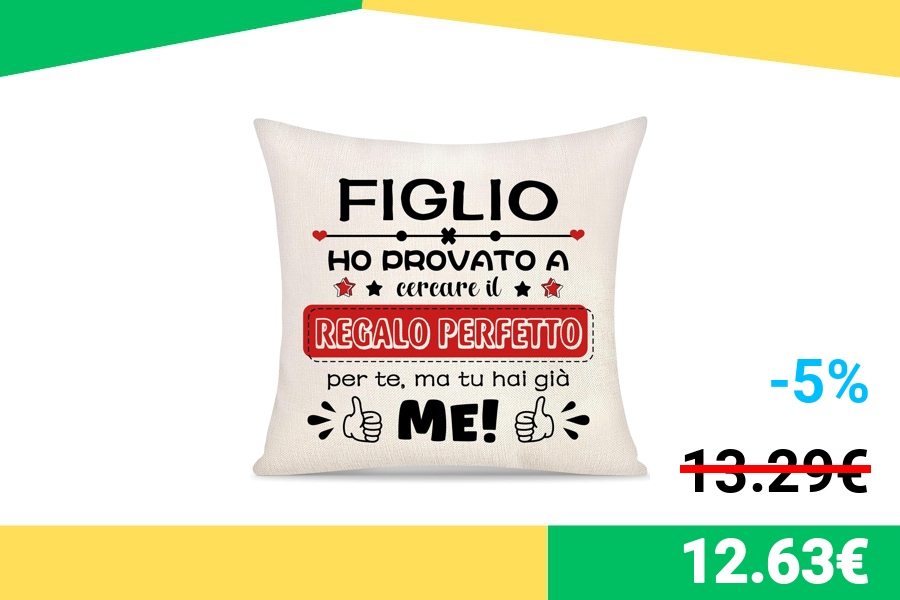 FIGLIO
HO PROVATO A
cercare il
REGALO PERFETTO
per te, ma tu hai già
ME!
-5%
13.29€
12.63€